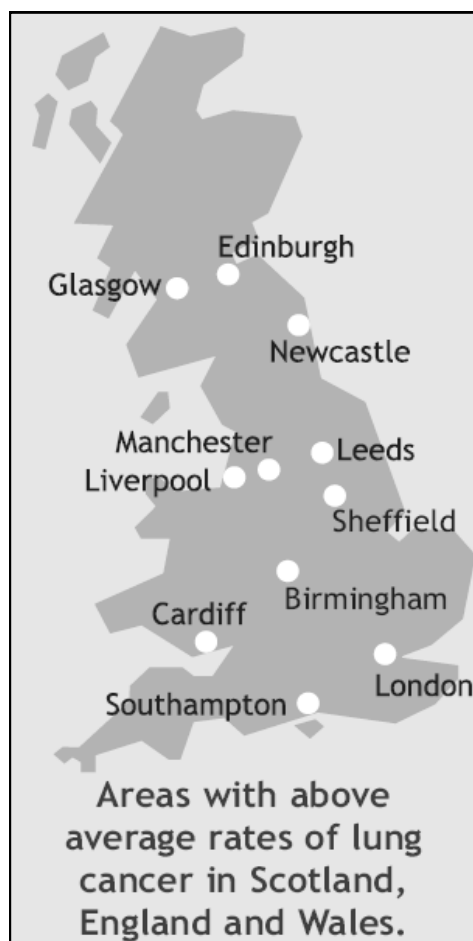 Edinburgh
Glasgow
Newcastle
Manchester
Leeds
Liverpool
Sheffield
Birmingham
Cardiff
London
Southampton
Areas with above
average rates of lung
cancer in Scotland,
England and Wales.